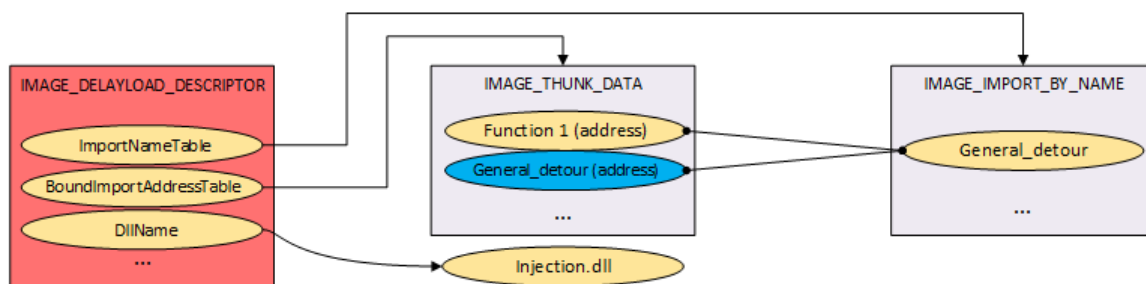 IMAGE_DELAYLOAD_DESCRIPTOR
ImportNameTable
BoundImportAddressTable
DllName
...
IMAGE_THUNK_DATA
Function 1 (address)
General_detour (address)
...
Injection.dll
IMAGE_IMPORT_BY_NAME
General_detour
...